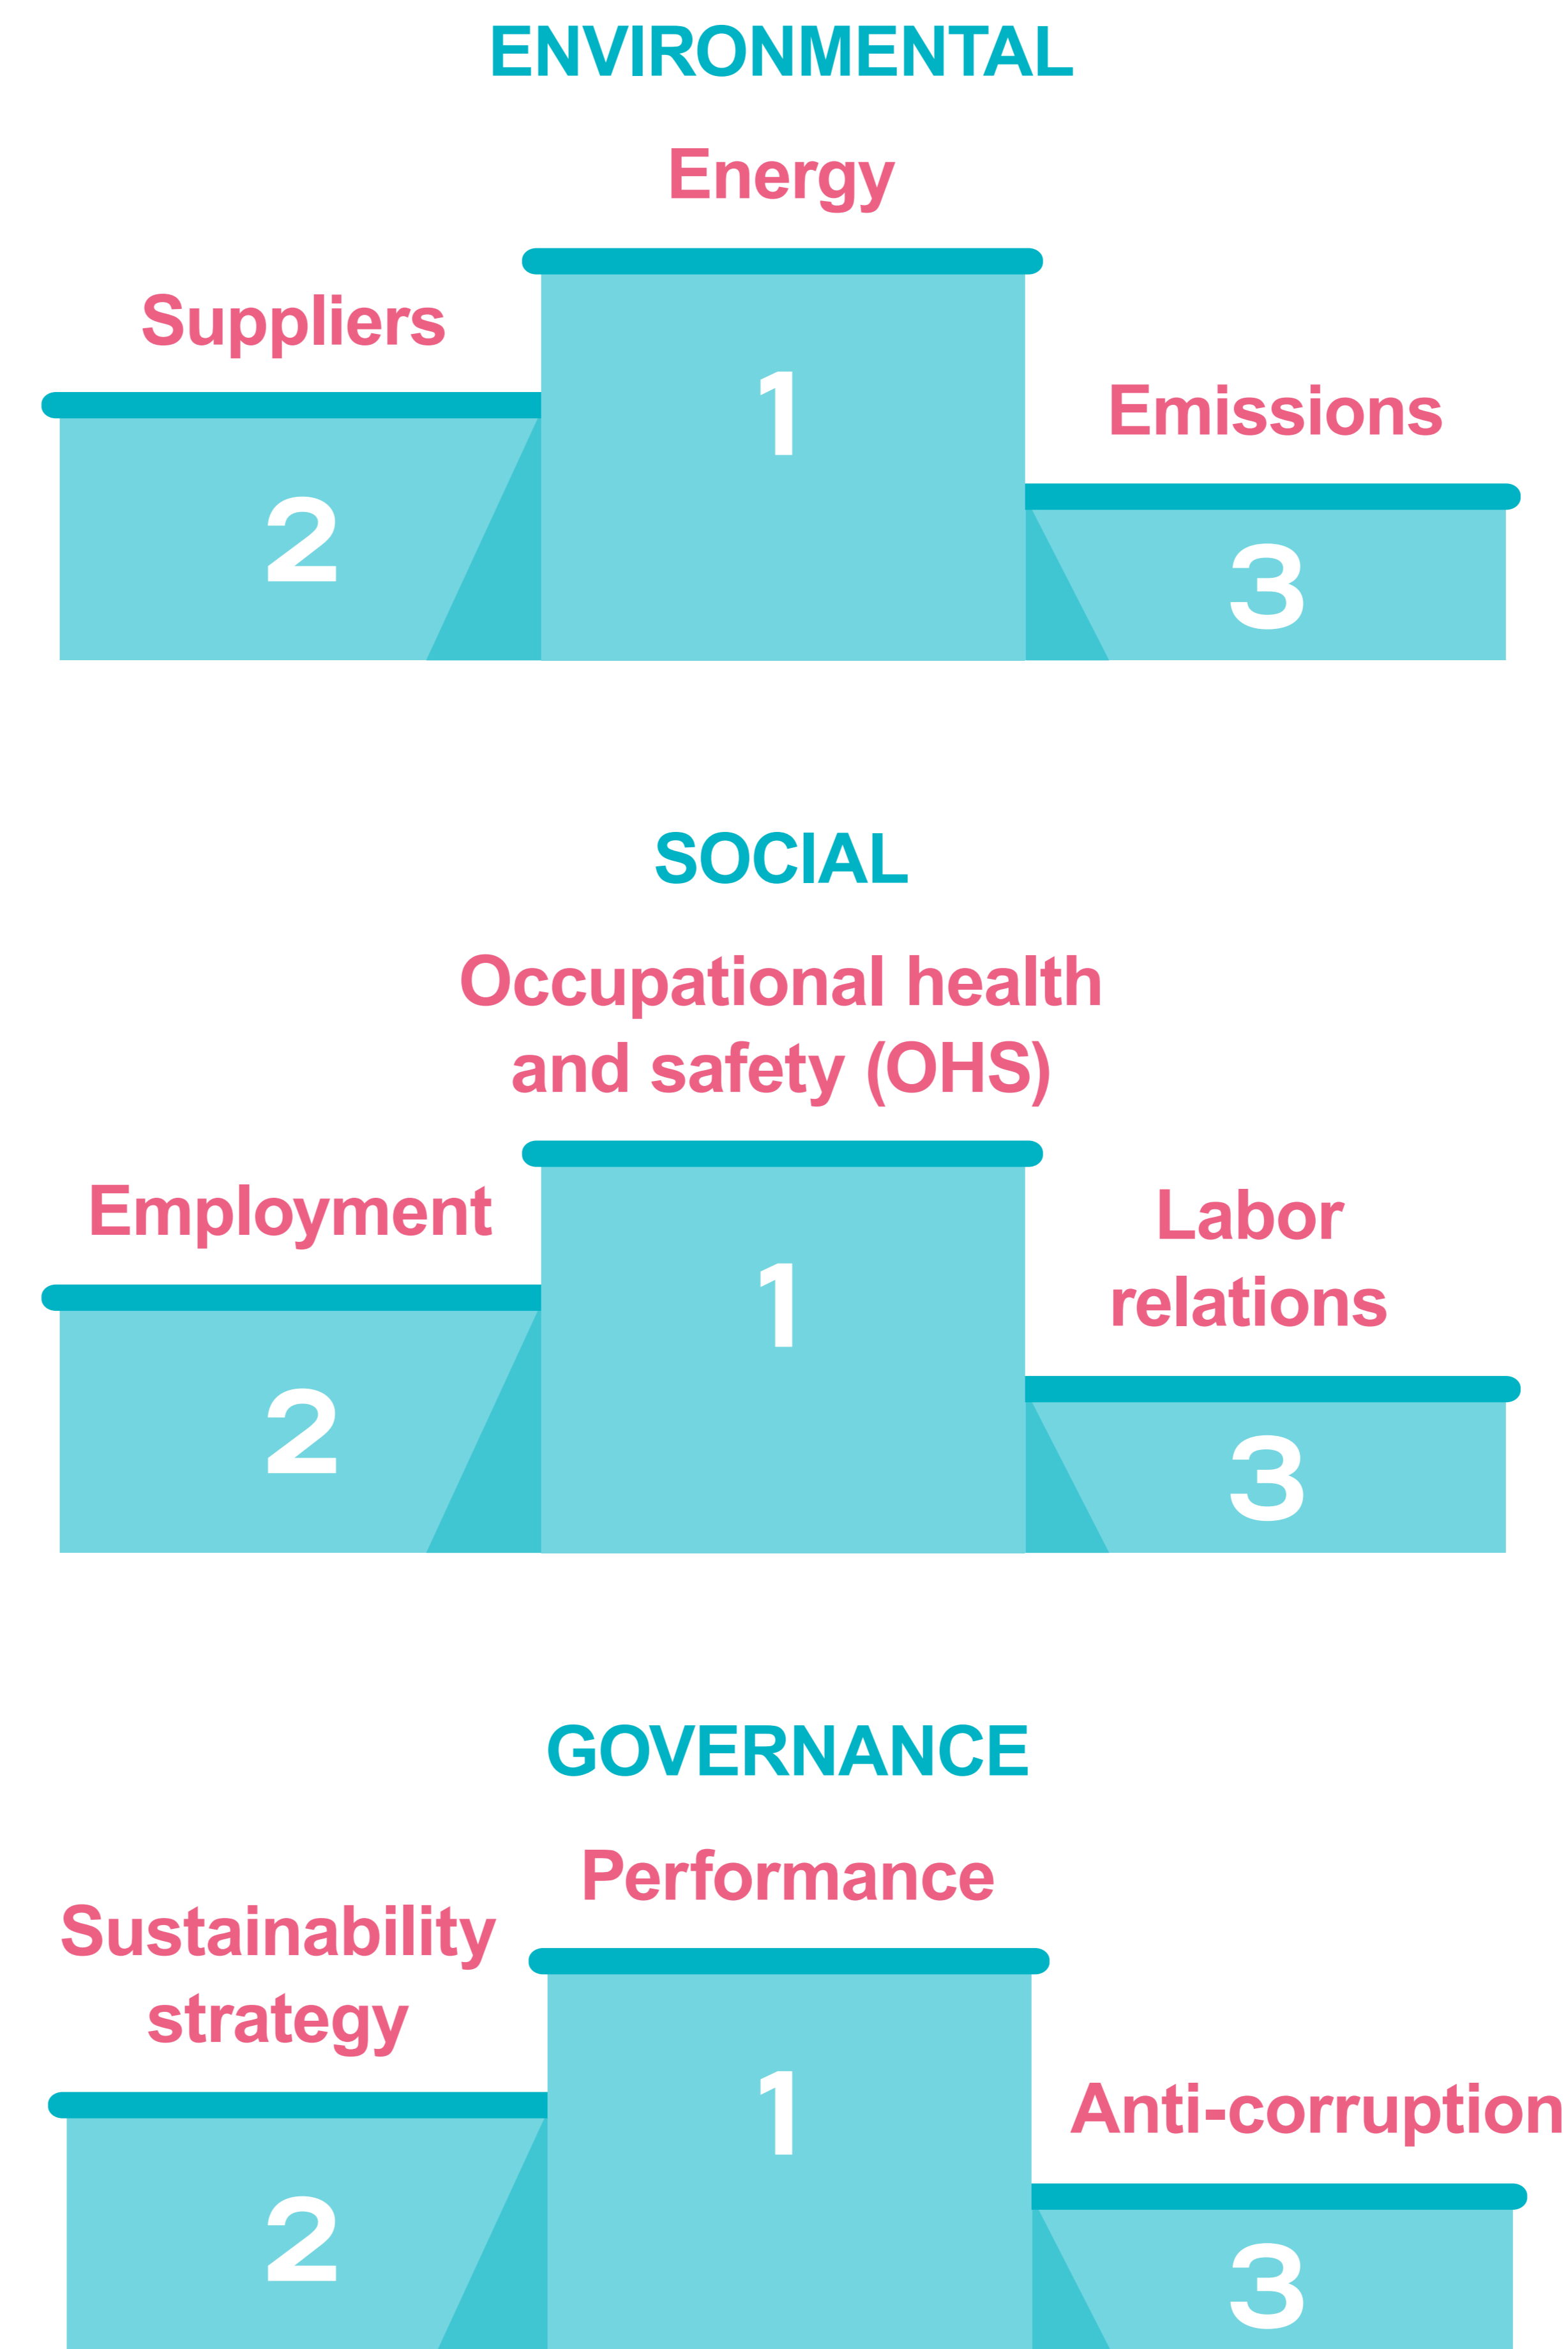 ENVIRONMENTAL
Energy
Suppliers
Emissions
1
2
3
SOCIAL
Occupational health
and safety (OHS)
Employment
Labor
relations
1
2
3
GOVERNANCE
Performance
Sustainability
strategy
Anti-corruption
1
2
3